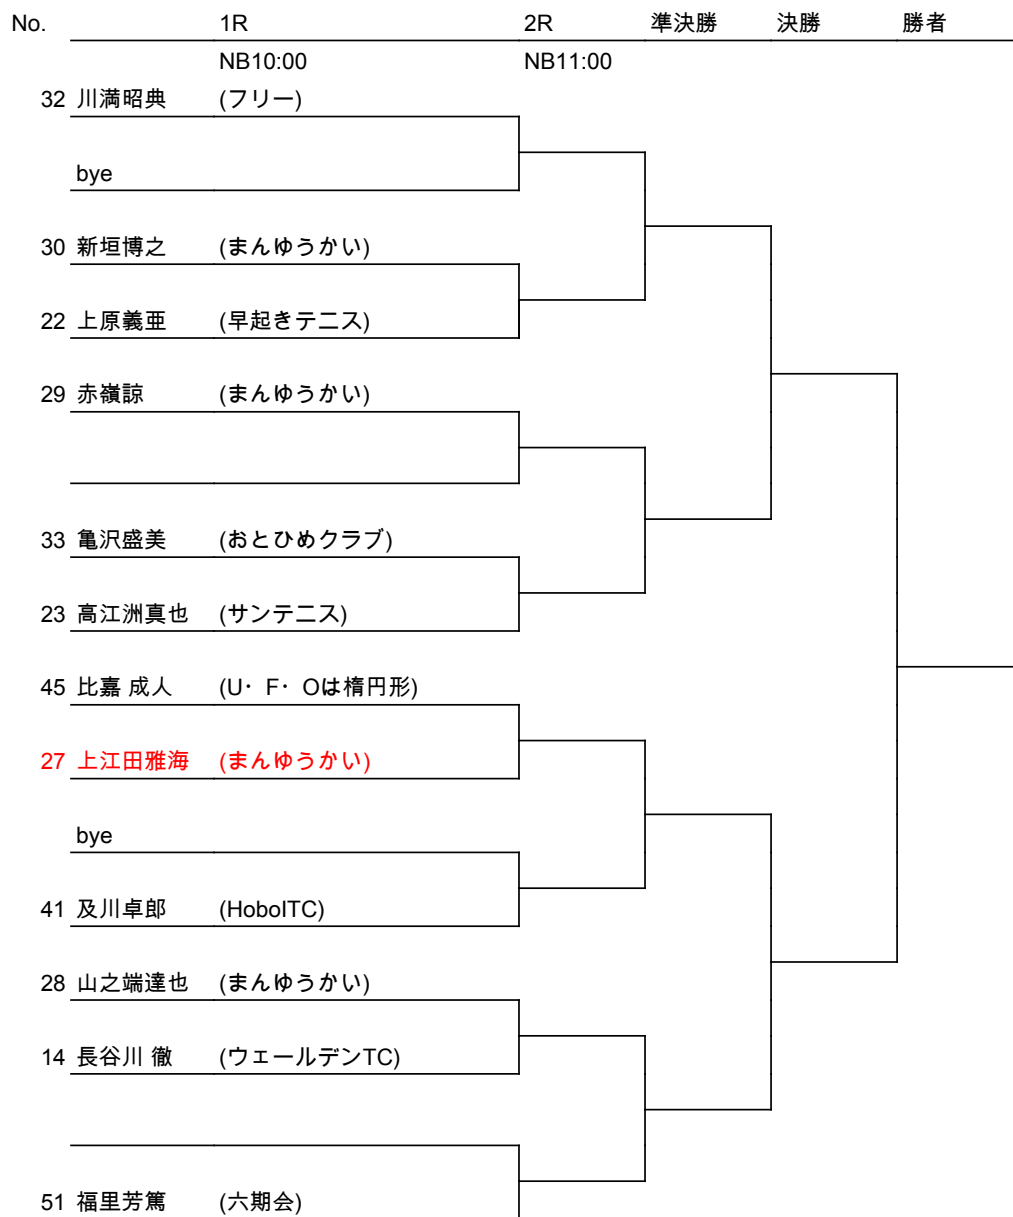 No. 1R 2R 準決勝 決勝 勝者
NB10:00 NB11:00
32 川満昭典 (フリー)
bye
30 新垣博之 (まんゆうかい)
22 上原義亜 (早起きテニス)
29 赤嶺諒 (まんゆうかい)
33 亀沢盛美 (おとひめクラブ)
23 高江洲真也 (サンテニス)
45 比嘉 成人 (U・F・Oは楕円形)
27 上江田雅海 (まんゆうかい)
bye
41 及川卓郎 (HoboITC)
28 山之端達也 (まんゆうかい)
14 長谷川 徹 (ウェールデンTC)
51 福里芳篤 (六期会)